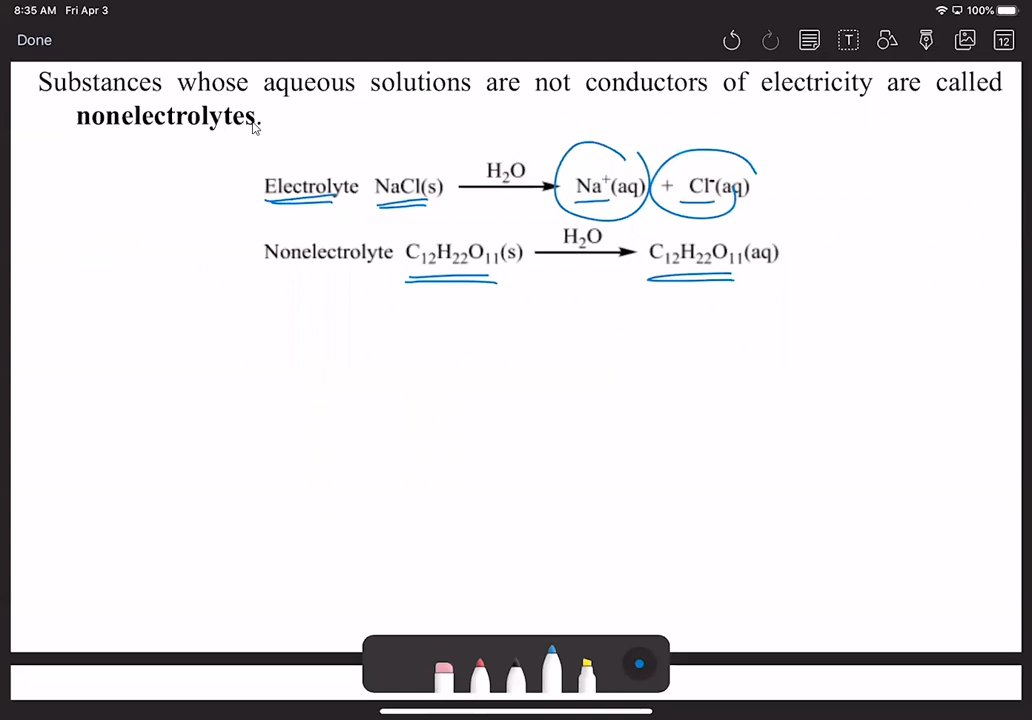 8:35 AM Fri Apr 3 100%
Done T 12
Substances whose aqueous solutions are not conductors of electricity are called
nonelectrolytes.
H₂O
Electrolyte NaCl(s) → Na⁺(aq) + Cl⁻(aq)
H₂O
Nonelectrolyte C₁₂H₂₂O₁₁(s) → C₁₂H₂₂O₁₁(aq)